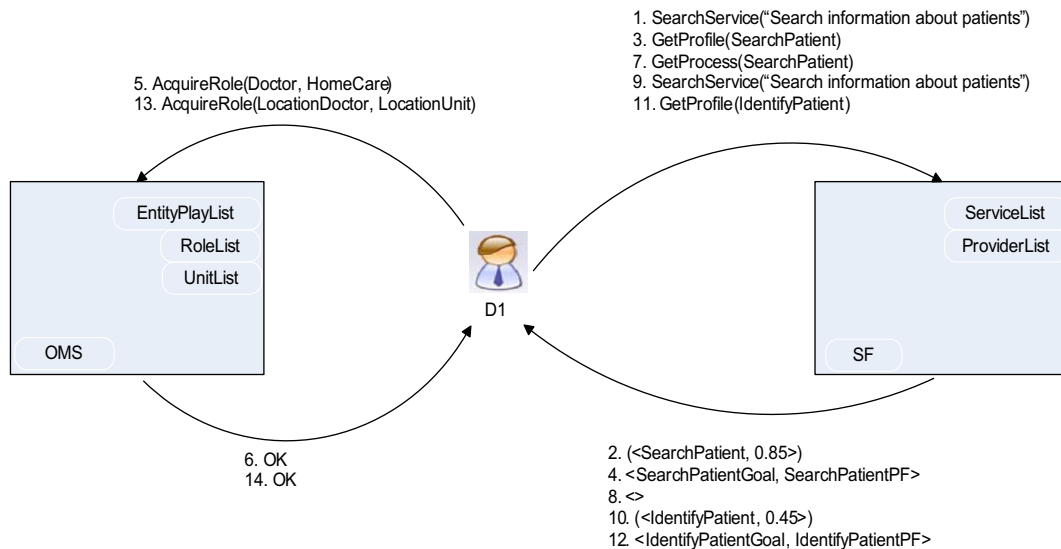 1. SearchService(“Search information about patients”)
3. GetProfile(SearchPatient)
7. GetProcess(SearchPatient)
9. SearchService(“Search information about patients”)
11. GetProfile(IdentifyPatient)
5. AcquireRole(Doctor, HomeCare)
13. AcquireRole(LocationDoctor, LocationUnit)
EntityPlayList
RoleList
UnitList
OMS
D1
ServiceList
ProviderList
SF
6. OK
14. OK
2. (<SearchPatient, 0.85>)
4. <SearchPatientGoal, SearchPatientPF>
8. <>
10. (<IdentifyPatient, 0.45>)
12. <IdentifyPatientGoal, IdentifyPatientPF>